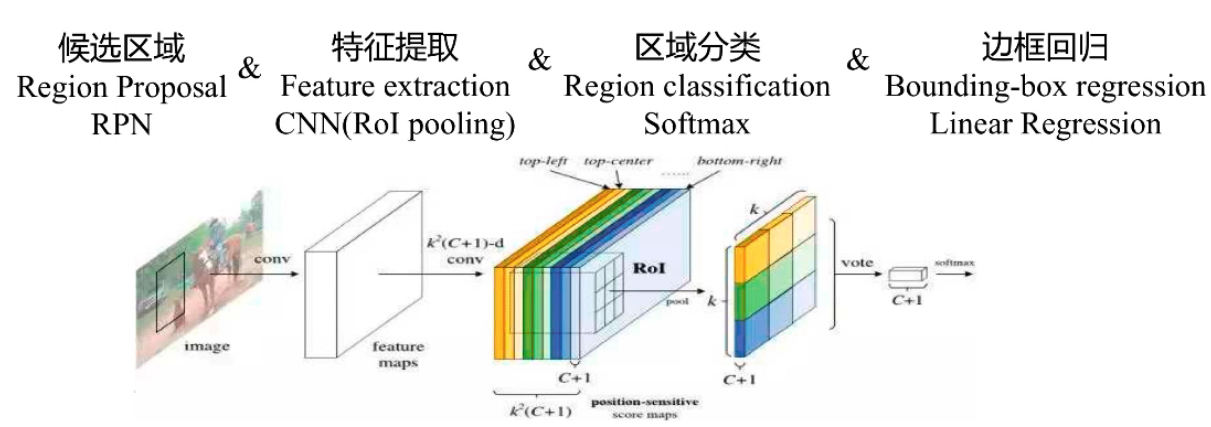 候选区域 & 特征提取 & 区域分类 & 边框回归
Region Proposal Feature extraction Region classification Bounding-box regression
RPN CNN(RoI pooling) Softmax Linear Regression
top-left top-center ...... bottom-right
k
k²(C+1)-d
conv conv RoI vote softmax
pool k C+1
image feature
maps
C+1 C+1
k²(C+1) position-sensitive
score maps